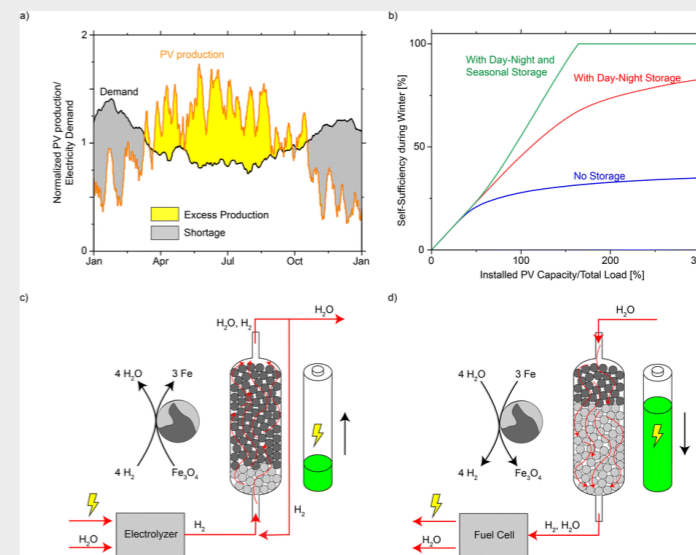 a)
2
1
0
Normalized PV production/
Electricity Demand
PV production
Demand
Excess Production
Shortage
Jan
Apr
Jul
Oct
Jan
b)
100
50
0
Self-Sufficiency during Winter [%]
With Day-Night and
Seasonal Storage
With Day-Night Storage
No Storage
0
100
200
Installed PV Capacity/Total Load [%]
c)
H₂O
H₂O, H₂
4 H₂O
3 Fe
4 H₂
Fe₃O₄
H₂
H₂
Electrolyzer
H₂O
d)
H₂O
4 H₂O
3 Fe
4 H₂
Fe₃O₄
H₂, H₂O
Fuel Cell
H₂O